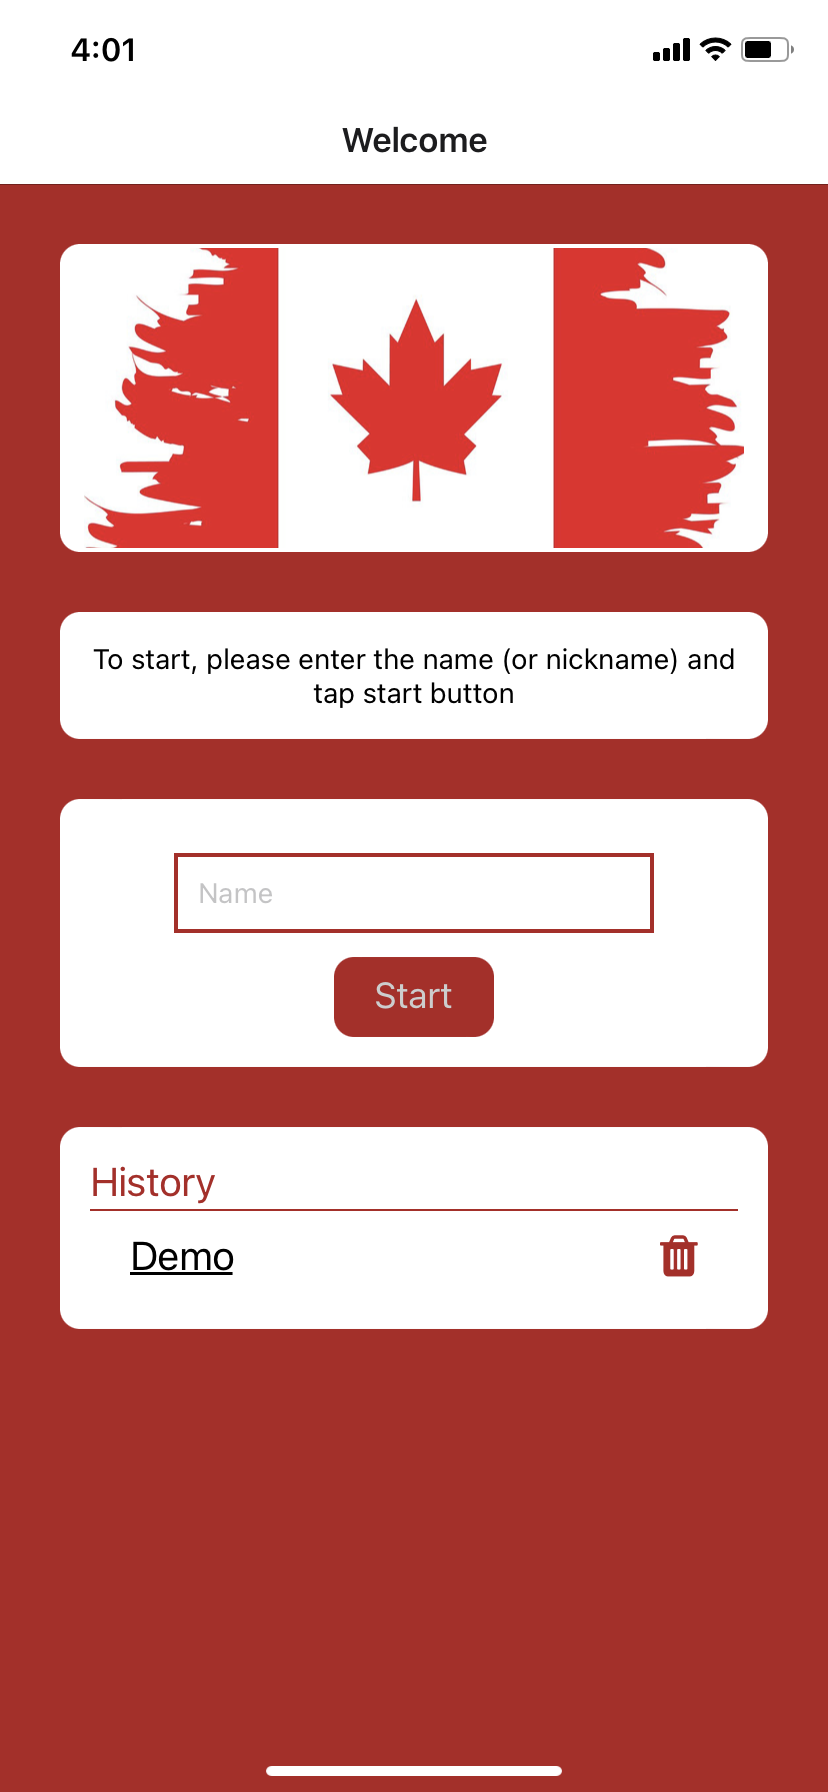 4:01
Welcome
To start, please enter the name (or nickname) and
tap start button
Name
Start
History
Demo